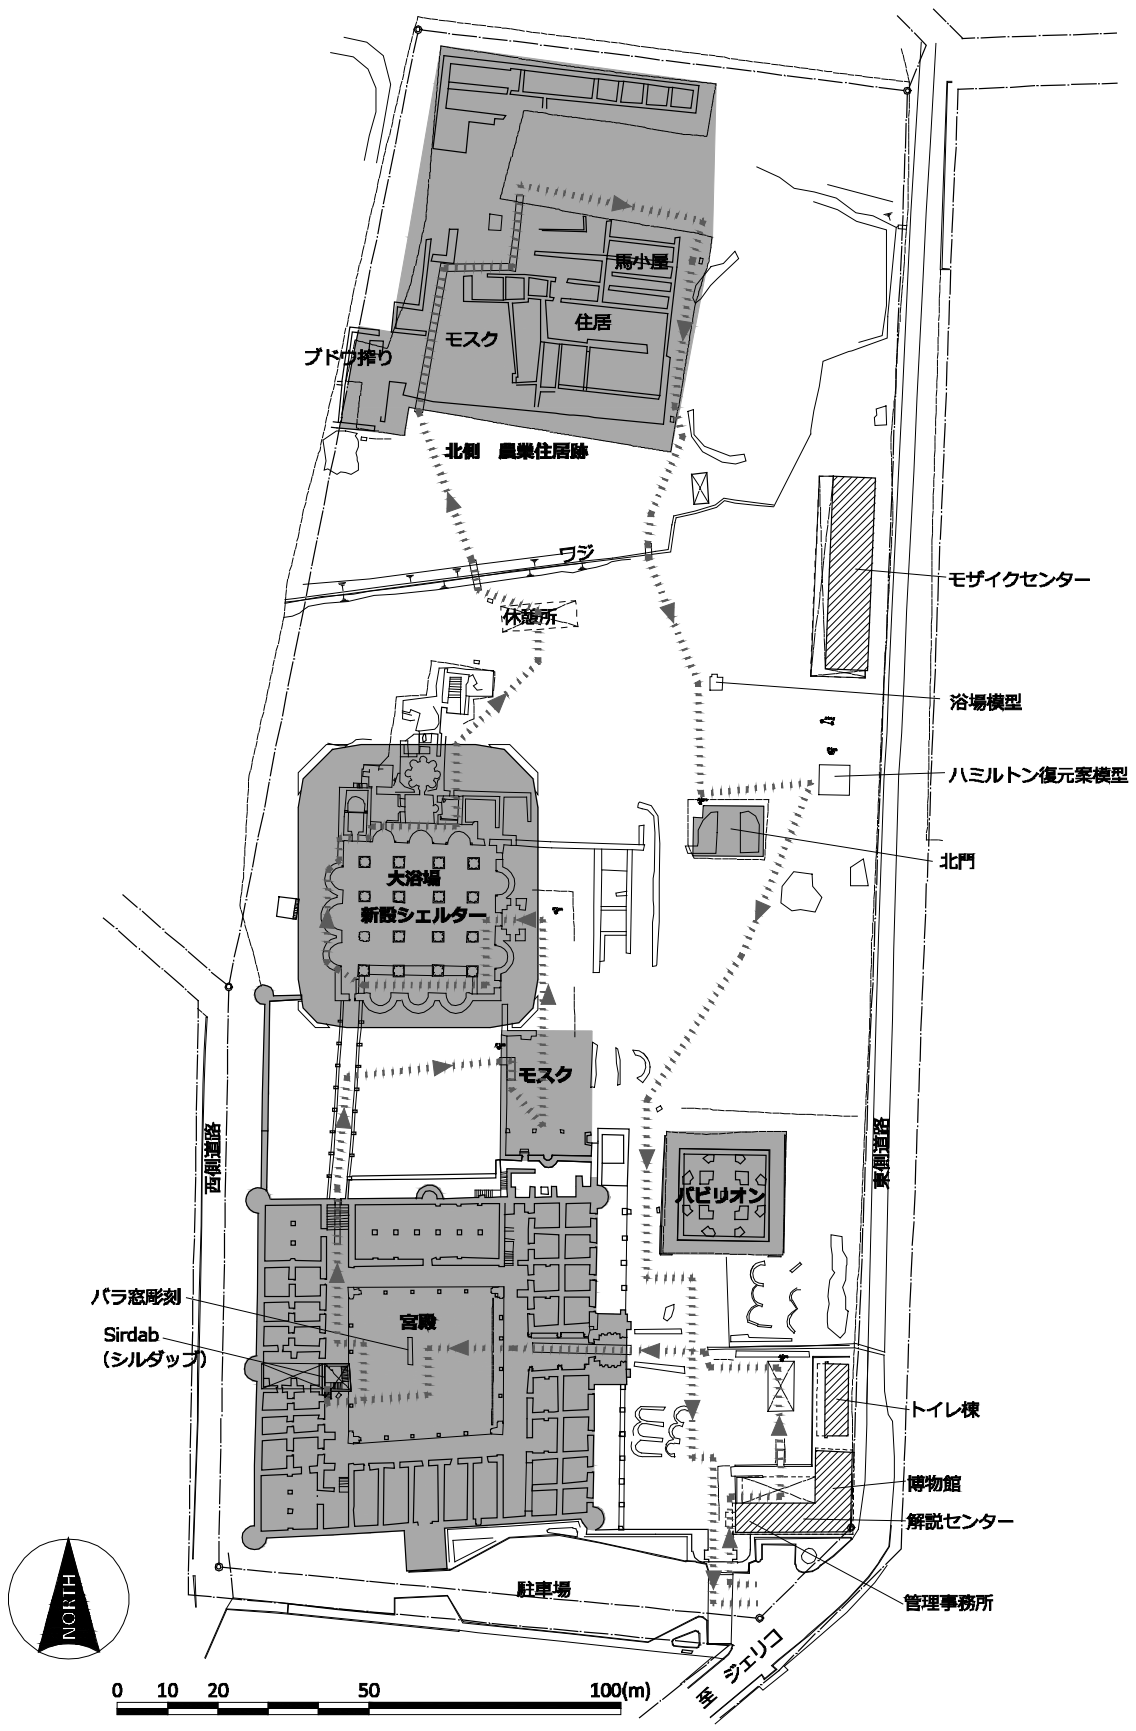 馬小屋
住居
モスク
ブドウ搾り
北側 農業住居跡
ワジ
モザイクセンター
休憩所
浴場模型
ハミルトン復元案模型
北門
大浴場
新設シェルター
モスク
西側道路
東側道路
パビリオン
バラ窓彫刻
宮殿
Sirdab
(シルダップ)
トイレ棟
博物館
解説センター
駐車場
管理事務所
NORTH
至 ジェリコ
0 10 20 50 100(m)